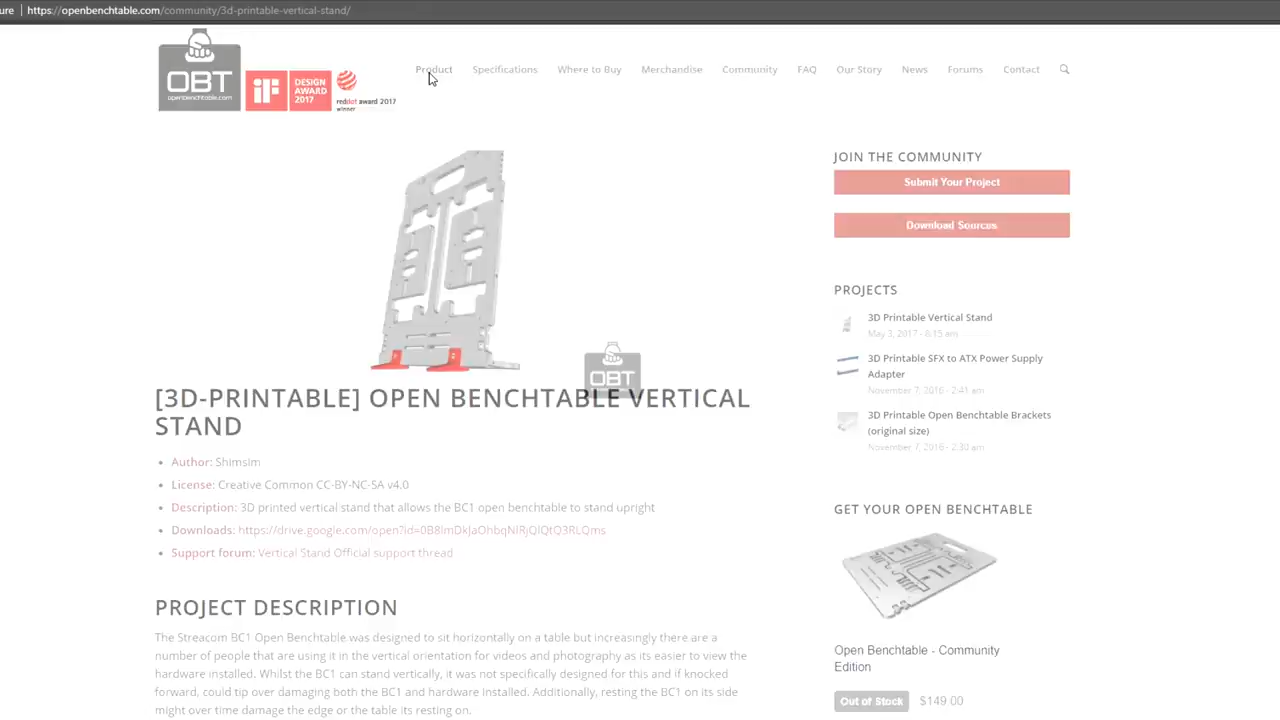 ure | https://openbenchtable.com/community/3d-printable-vertical-stand/
OBT
openbenchtable.com
iF
DESIGN
AWARD
2017
reddot award 2017
winner
Product Specifications Where to Buy Merchandise Community FAQ Our Story News Forums Contact
OBT
[3D-PRINTABLE] OPEN BENCHTABLE VERTICAL
STAND
Author: Shimsim
License: Creative Common CC-BY-NC-SA v4.0
Description: 3D printed vertical stand that allows the BC1 open benchtable to stand upright
Support forum: Vertical Stand Official support thread
PROJECT DESCRIPTION
The Streacom BC1 Open Benchtable was designed to sit horizontally on a table but increasingly there are a
number of people that are using it in the vertical orientation for videos and photography as its easier to view the
hardware installed. Whilst the BC1 can stand vertically, it was not specifically designed for this and if knocked
forward, could tip over damaging both the BC1 and hardware installed. Additionally, resting the BC1 on its side
might over time damage the edge or the table its resting on.
JOIN THE COMMUNITY
Submit Your Project
Download Sources
PROJECTS
3D Printable Vertical Stand
May 3, 2017 - 8:15 am
3D Printable SFX to ATX Power Supply
Adapter
November 7, 2016 - 2:41 am
3D Printable Open Benchtable Brackets
(original size)
November 7, 2016 - 2:30 am
GET YOUR OPEN BENCHTABLE
Open Benchtable - Community
Edition
Out of Stock $149.00